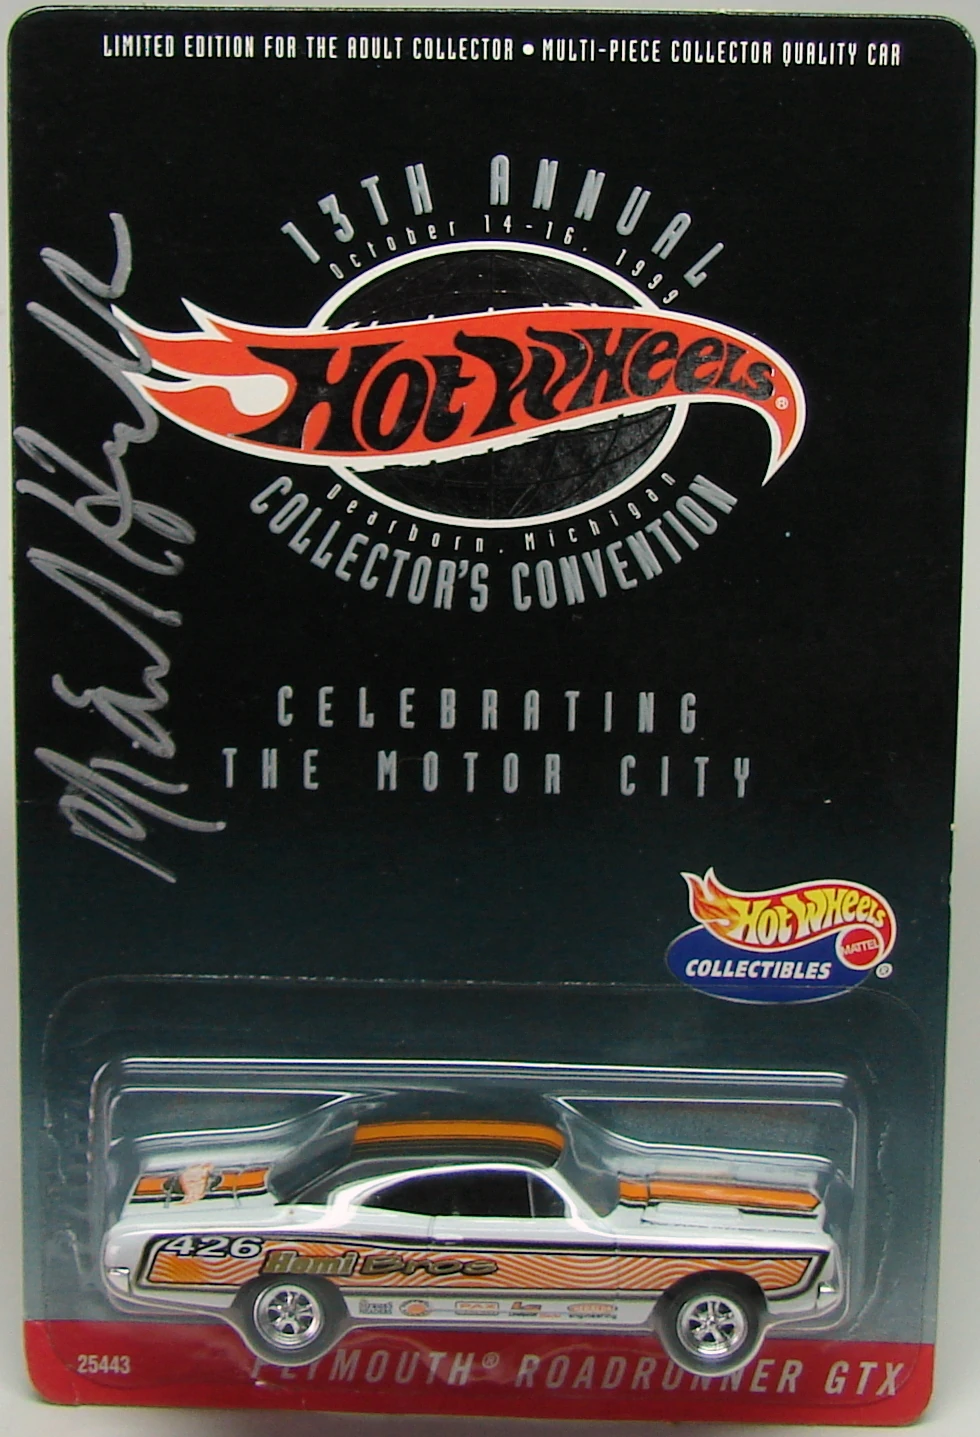 LIMITED EDITION FOR THE ADULT COLLECTOR • MULTI-PIECE COLLECTOR QUALITY CAR
13TH ANNUAL
October 14-16, 1999
HOT WHEELS®
Dearborn, Michigan
COLLECTOR'S CONVENTION
CELEBRATING
THE MOTOR CITY
HOT WHEELS
MATTEL
COLLECTIBLES ®
426 Hami Bros
25443 PLYMOUTH® ROADRUNNER GTX